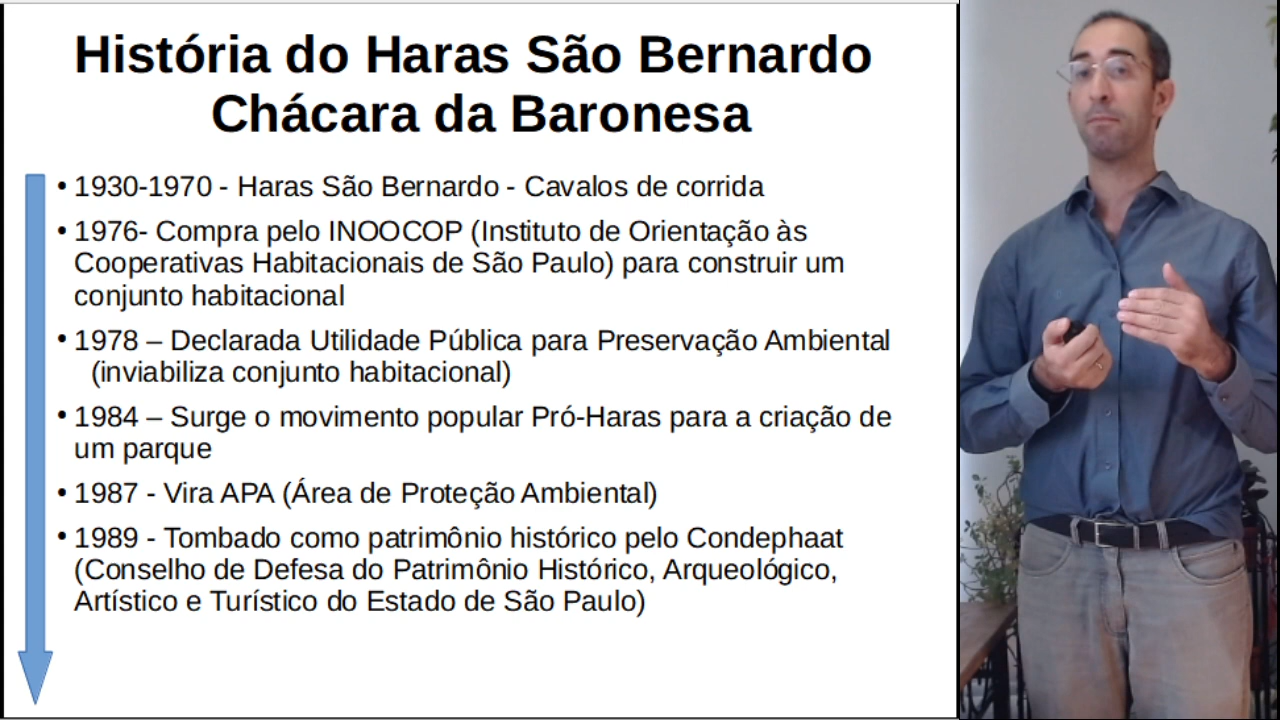 História do Haras São Bernardo
Chácara da Baronesa
• 1930-1970 - Haras São Bernardo - Cavalos de corrida
• 1976- Compra pelo INOOCOP (Instituto de Orientação às
Cooperativas Habitacionais de São Paulo) para construir um
conjunto habitacional
• 1978 – Declarada Utilidade Pública para Preservação Ambiental
(inviabiliza conjunto habitacional)
• 1984 – Surge o movimento popular Pró-Haras para a criação de
um parque
• 1987 - Vira APA (Área de Proteção Ambiental)
• 1989 - Tombado como patrimônio histórico pelo Condephaat
(Conselho de Defesa do Patrimônio Histórico, Arqueológico,
Artístico e Turístico do Estado de São Paulo)